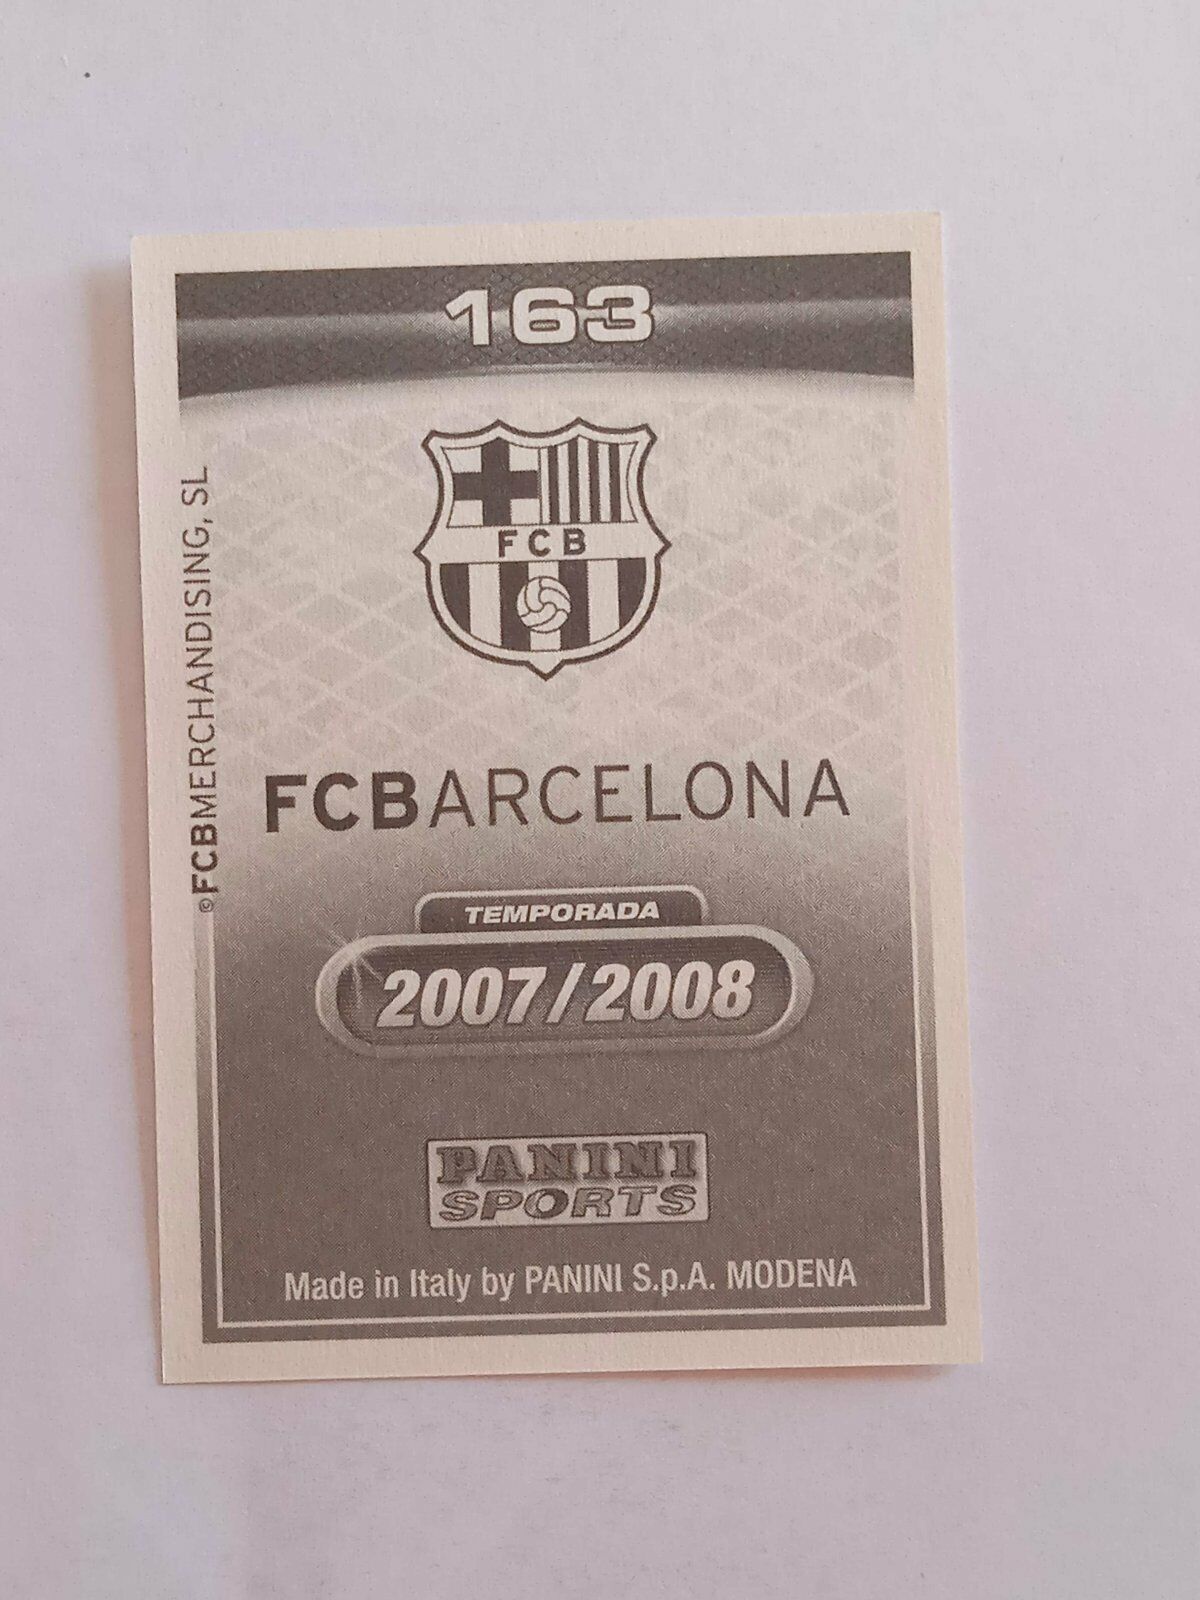 163
FCB
FCBARCELONA
©FCBMERCHANDISING, SL
TEMPORADA
2007/2008
PANINI
SPORTS
Made in Italy by PANINI S.p.A. MODENA